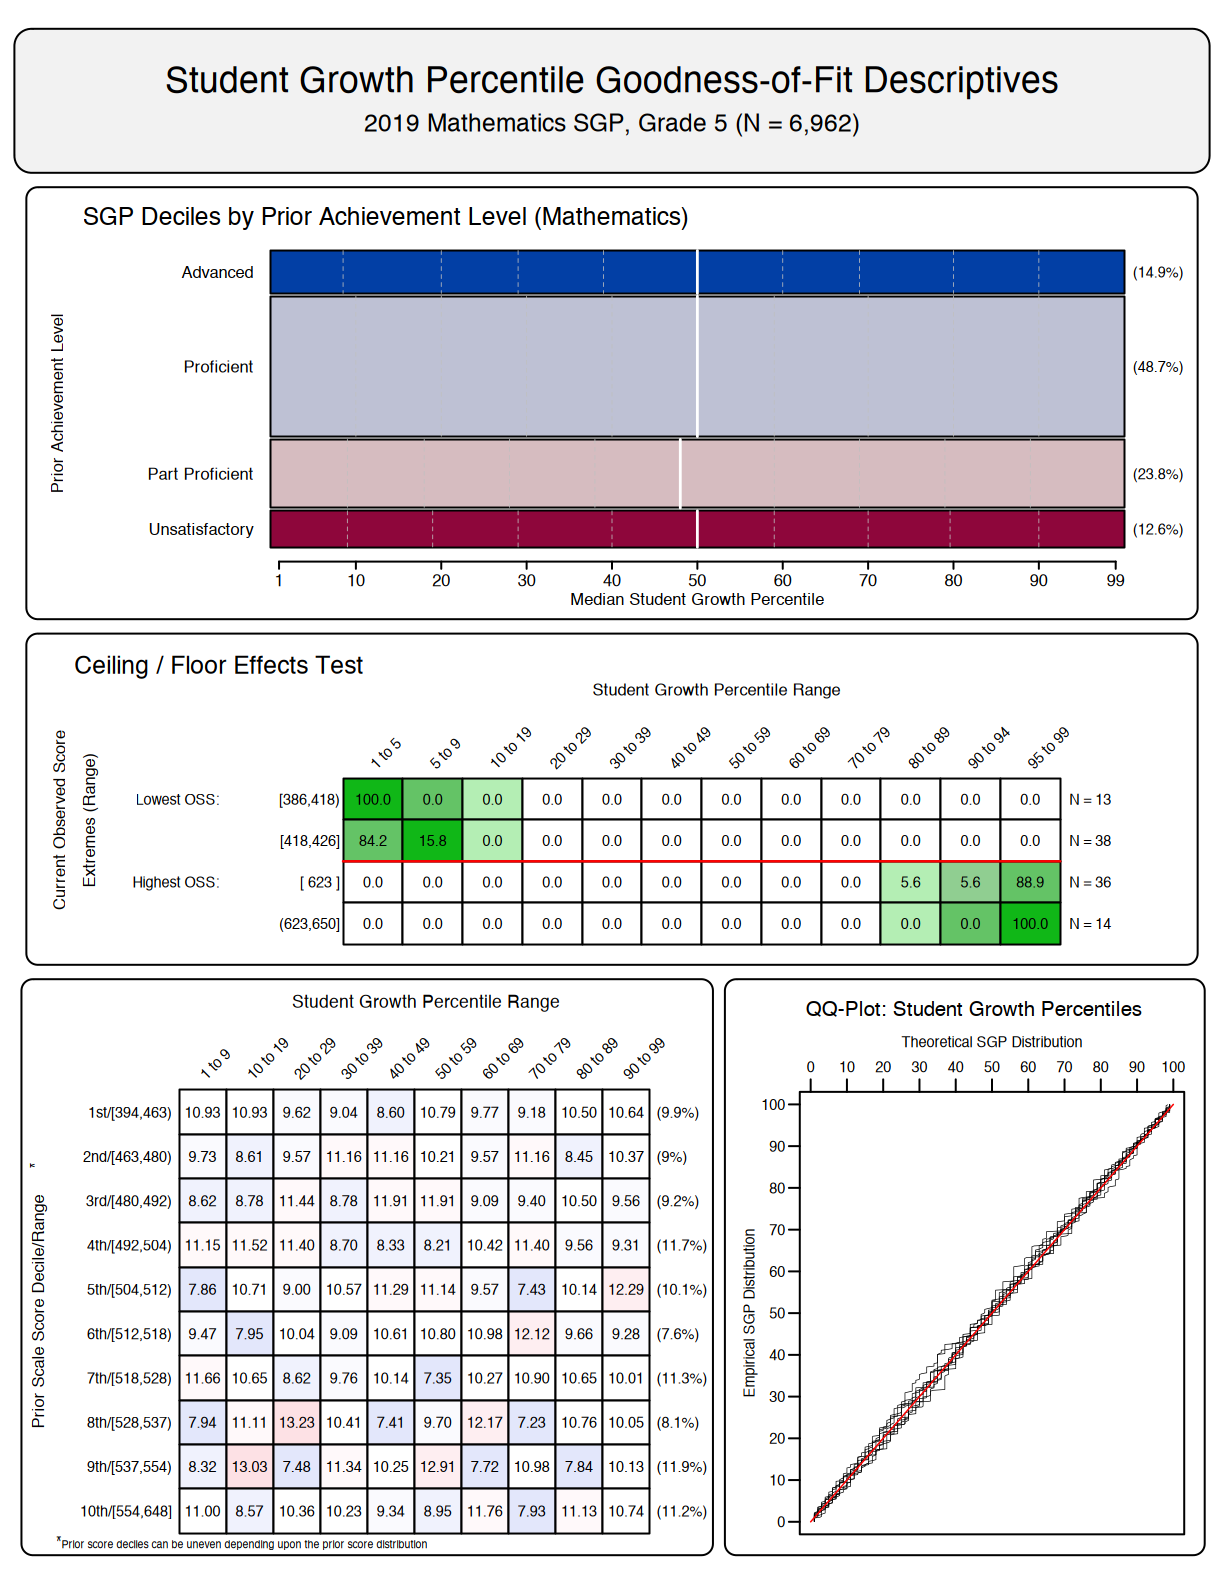 Student Growth Percentile Goodness-of-Fit Descriptives
2019 Mathematics SGP, Grade 5 (N = 6,962)
SGP Deciles by Prior Achievement Level (Mathematics)
Prior Achievement Level
Advanced (14.9%)
Proficient (48.7%)
Part Proficient (23.8%)
Unsatisfactory (12.6%)
1 10 20 30 40 50 60 70 80 90 99
Median Student Growth Percentile
Ceiling / Floor Effects Test
Student Growth Percentile Range
Current Observed Score
Extremes (Range)
1 to 5 5 to 9 10 to 19 20 to 29 30 to 39 40 to 49 50 to 59 60 to 69 70 to 79 80 to 89 90 to 94 95 to 99
Lowest OSS: [386,418) 100.0 0.0 0.0 0.0 0.0 0.0 0.0 0.0 0.0 0.0 0.0 0.0 N = 13
[418,426] 84.2 15.8 0.0 0.0 0.0 0.0 0.0 0.0 0.0 0.0 0.0 0.0 N = 38
Highest OSS: [ 623 ] 0.0 0.0 0.0 0.0 0.0 0.0 0.0 0.0 0.0 5.6 5.6 88.9 N = 36
(623,650] 0.0 0.0 0.0 0.0 0.0 0.0 0.0 0.0 0.0 0.0 0.0 100.0 N = 14
Student Growth Percentile Range
Prior Scale Score Decile/Range *
1 to 9 10 to 19 20 to 29 30 to 39 40 to 49 50 to 59 60 to 69 70 to 79 80 to 89 90 to 99
1st/[394,463) 10.93 10.93 9.62 9.04 8.60 10.79 9.77 9.18 10.50 10.64 (9.9%)
2nd/[463,480) 9.73 8.61 9.57 11.16 11.16 10.21 9.57 11.16 8.45 10.37 (9%)
3rd/[480,492) 8.62 8.78 11.44 8.78 11.91 11.91 9.09 9.40 10.50 9.56 (9.2%)
4th/[492,504) 11.15 11.52 11.40 8.70 8.33 8.21 10.42 11.40 9.56 9.31 (11.7%)
5th/[504,512) 7.86 10.71 9.00 10.57 11.29 11.14 9.57 7.43 10.14 12.29 (10.1%)
6th/[512,518) 9.47 7.95 10.04 9.09 10.61 10.80 10.98 12.12 9.66 9.28 (7.6%)
7th/[518,528) 11.66 10.65 8.62 9.76 10.14 7.35 10.27 10.90 10.65 10.01 (11.3%)
8th/[528,537) 7.94 11.11 13.23 10.41 7.41 9.70 12.17 7.23 10.76 10.05 (8.1%)
9th/[537,554) 8.32 13.03 7.48 11.34 10.25 12.91 7.72 10.98 7.84 10.13 (11.9%)
10th/[554,648] 11.00 8.57 10.36 10.23 9.34 8.95 11.76 7.93 11.13 10.74 (11.2%)
*Prior score deciles can be uneven depending upon the prior score distribution
QQ-Plot: Student Growth Percentiles
Theoretical SGP Distribution
0 10 20 30 40 50 60 70 80 90 100
Empirical SGP Distribution
100
90
80
70
60
50
40
30
20
10
0